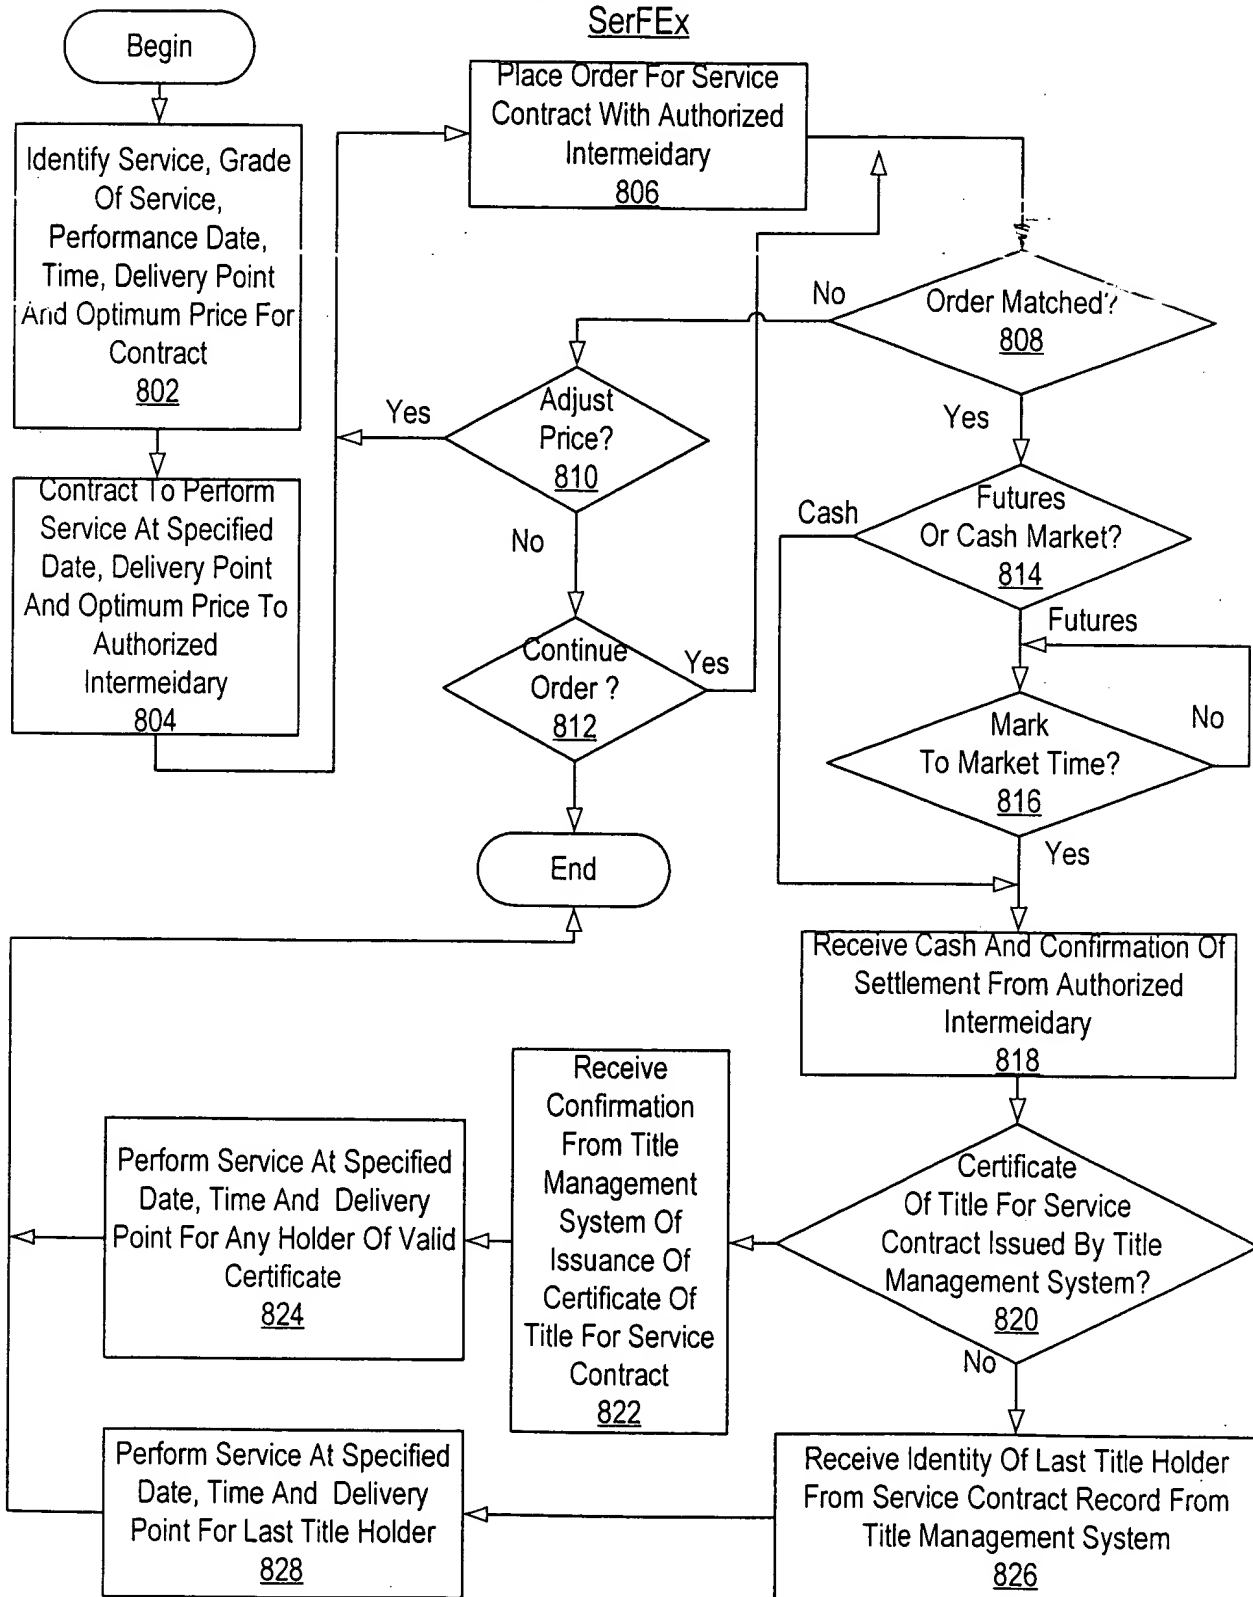 SerFEx
Begin
Identify Service, Grade
Of Service,
Performance Date,
Time, Delivery Point
And Optimum Price For
Contract
802
Contract To Perform
Service At Specified
Date, Delivery Point
And Optimum Price To
Authorized
Intermeidary
804
Place Order For Service
Contract With Authorized
Intermeidary
806
Order Matched?
808
No
Yes
Adjust
Price?
810
Yes
No
Continue
Order ?
812
Yes
End
Futures
Or Cash Market?
814
Cash
Futures
Mark
To Market Time?
816
No
Yes
Receive Cash And Confirmation Of
Settlement From Authorized
Intermeidary
818
Certificate
Of Title For Service
Contract Issued By Title
Management System?
820
No
Receive
Confirmation
From Title
Management
System Of
Issuance Of
Certificate Of
Title For Service
Contract
822
Perform Service At Specified
Date, Time And Delivery
Point For Any Holder Of Valid
Certificate
824
Receive Identity Of Last Title Holder
From Service Contract Record From
Title Management System
826
Perform Service At Specified
Date, Time And Delivery
Point For Last Title Holder
828